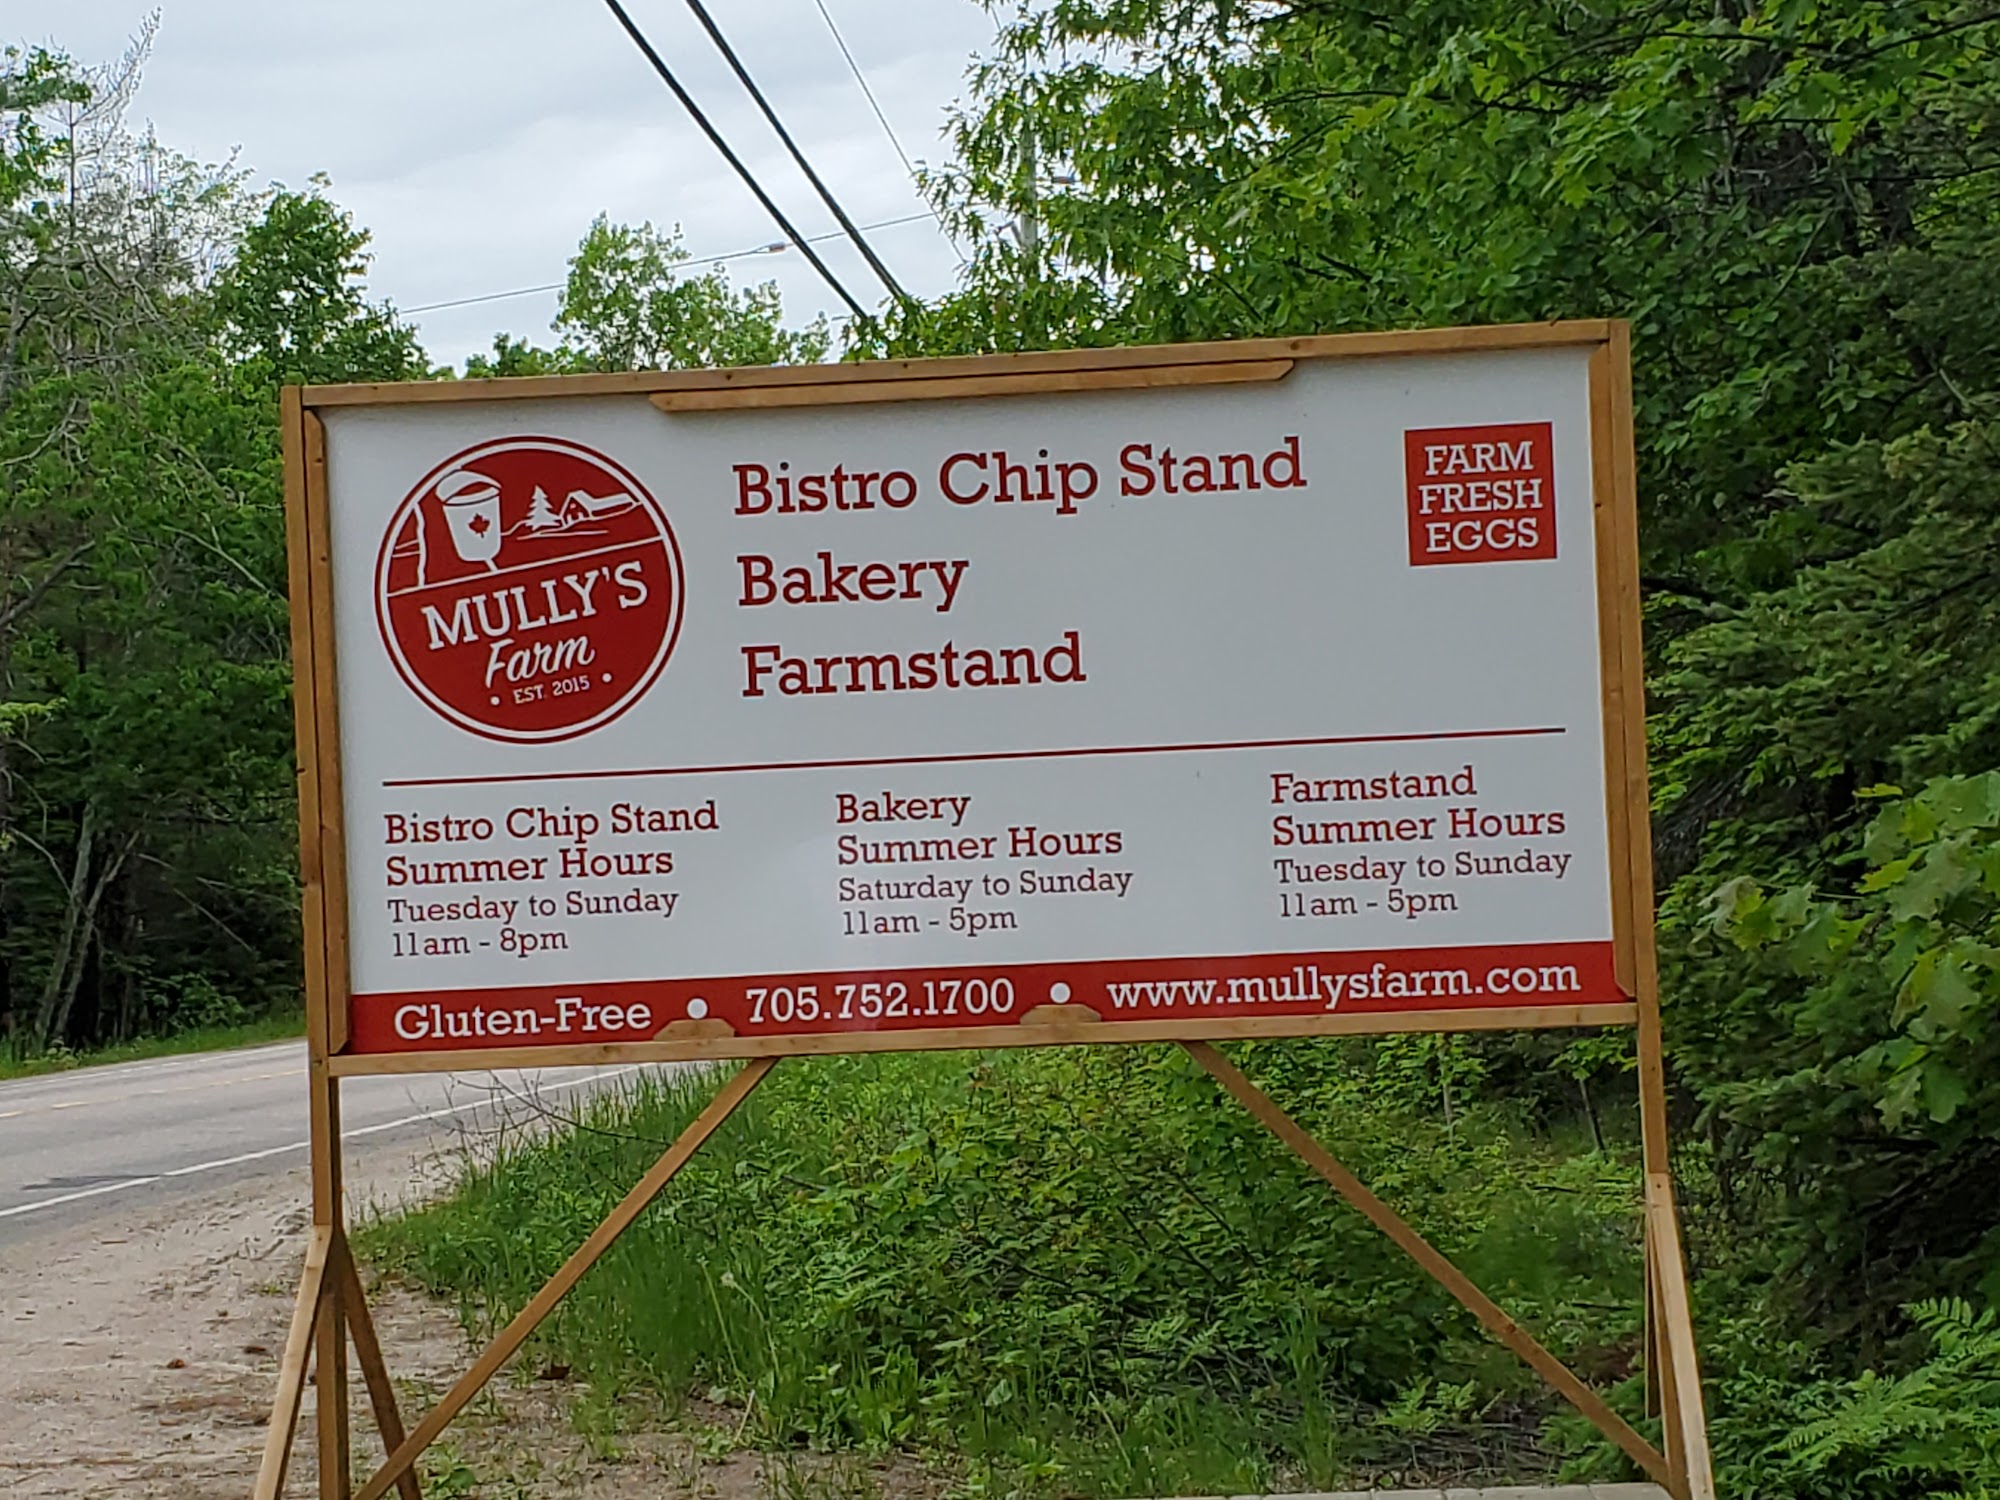 MULLY'S
Farm
• EST. 2015 •
Bistro Chip Stand
Bakery
Farmstand
FARM
FRESH
EGGS
Bistro Chip Stand
Summer Hours
Tuesday to Sunday
11am - 8pm
Bakery
Summer Hours
Saturday to Sunday
11am - 5pm
Farmstand
Summer Hours
Tuesday to Sunday
11am - 5pm
Gluten-Free • 705.752.1700 • www.mullysfarm.com